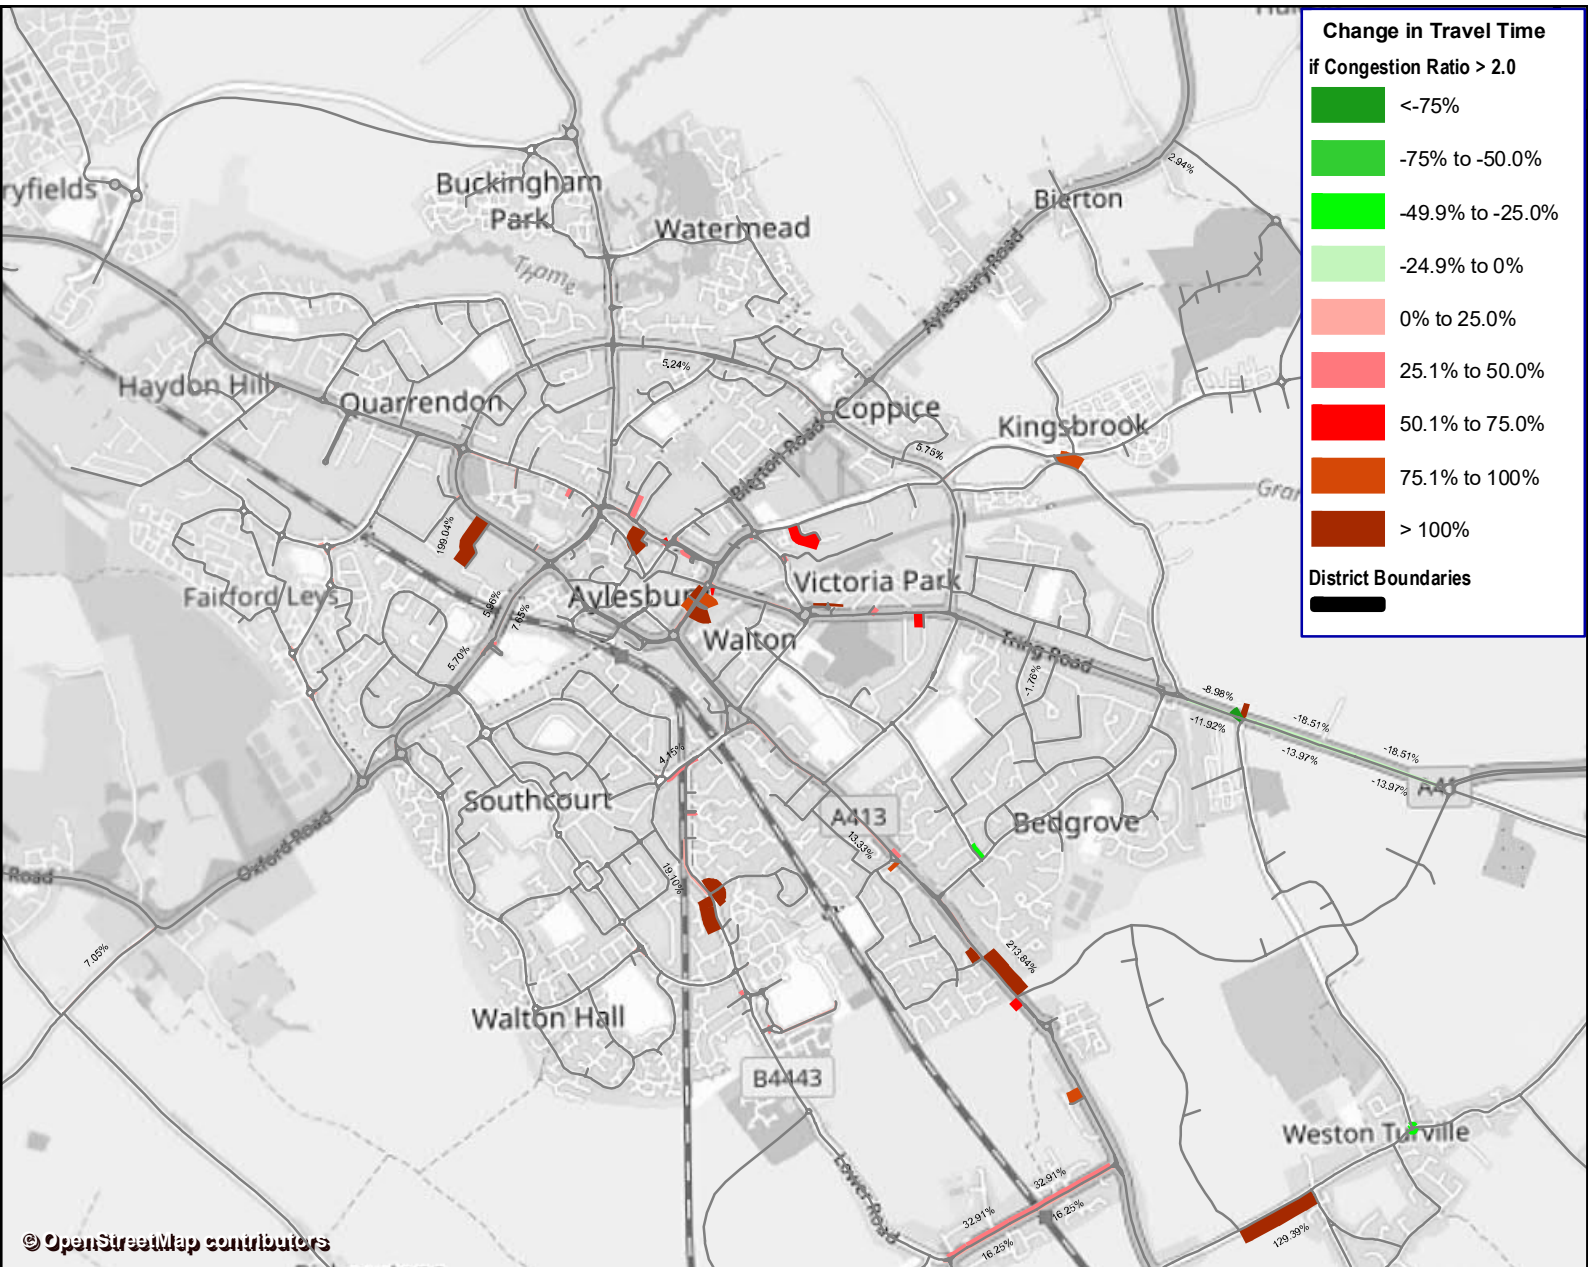 Change in Travel Time
if Congestion Ratio > 2.0
<-75%
-75% to -50.0%
-49.9% to -25.0%
-24.9% to 0%
0% to 25.0%
25.1% to 50.0%
50.1% to 75.0%
75.1% to 100%
> 100%
District Boundaries
2.94%
ryfields
Buckingham
Park
Bierton
Watermead
Thame
Aylesbury Road
5.24%
Haydon Hill
Quarrendon
Coppice
Kingsbrook
Bierton Road
5.75%
Gran
199.04%
Fairford Leys
Aylesbury
Victoria Park
5.96%
7.65%
Walton
5.70%
Tring Road
-1.76%
-8.98%
-11.92%
-18.51%
-13.97%
-18.51%
-13.97%
A41
4.15%
Southcourt
A413
Bedgrove
13.33%
Road
Oxford Road
19.10%
7.05%
213.84%
Walton Hall
B4443
Weston Turville
Lower Road
32.91%
32.91%
16.25%
16.25%
129.39%
© OpenStreetMap contributors